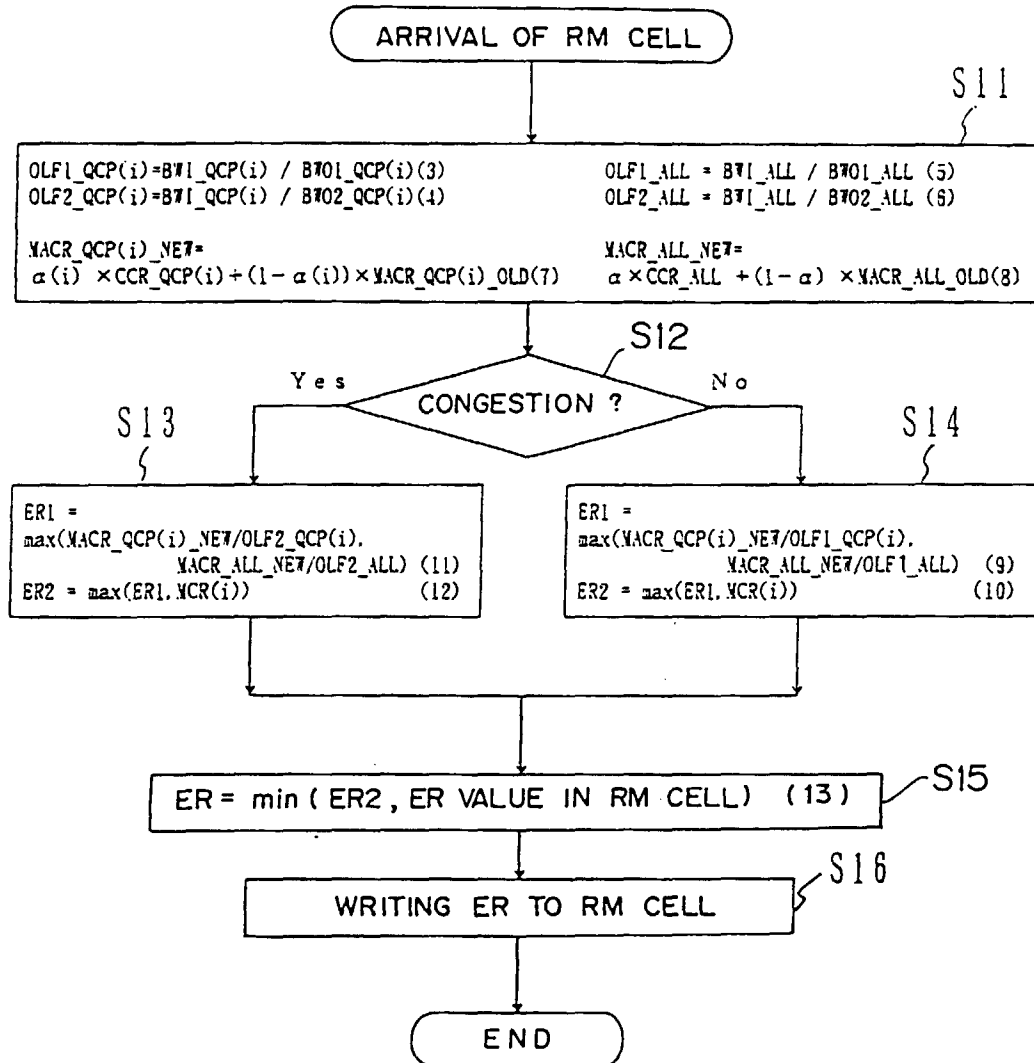 ARRIVAL OF RM CELL
S11
OLF1_QCP(i)=BWI_QCP(i) / BWO1_QCP(i)(3)
OLF2_QCP(i)=BWI_QCP(i) / BWO2_QCP(i)(4)
MACR_QCP(i)_NEW=
α(i) ×CCR_QCP(i)+(1-α(i))×MACR_QCP(i)_OLD(7)
OLF1_ALL = BWI_ALL / BWO1_ALL (5)
OLF2_ALL = BWI_ALL / BWO2_ALL (6)
MACR_ALL_NEW=
α×CCR_ALL +(1-α) ×MACR_ALL_OLD(8)
S12
CONGESTION ?
Yes
No
S13
ER1 =
max(MACR_QCP(i)_NEW/OLF2_QCP(i),
MACR_ALL_NEW/OLF2_ALL) (11)
ER2 = max(ER1,MCR(i)) (12)
S14
ER1 =
max(MACR_QCP(i)_NEW/OLF1_QCP(i),
MACR_ALL_NEW/OLF1_ALL) (9)
ER2 = max(ER1,MCR(i)) (10)
ER = min ( ER2 , ER VALUE IN RM CELL) (13)
S15
WRITING ER TO RM CELL
S16
END